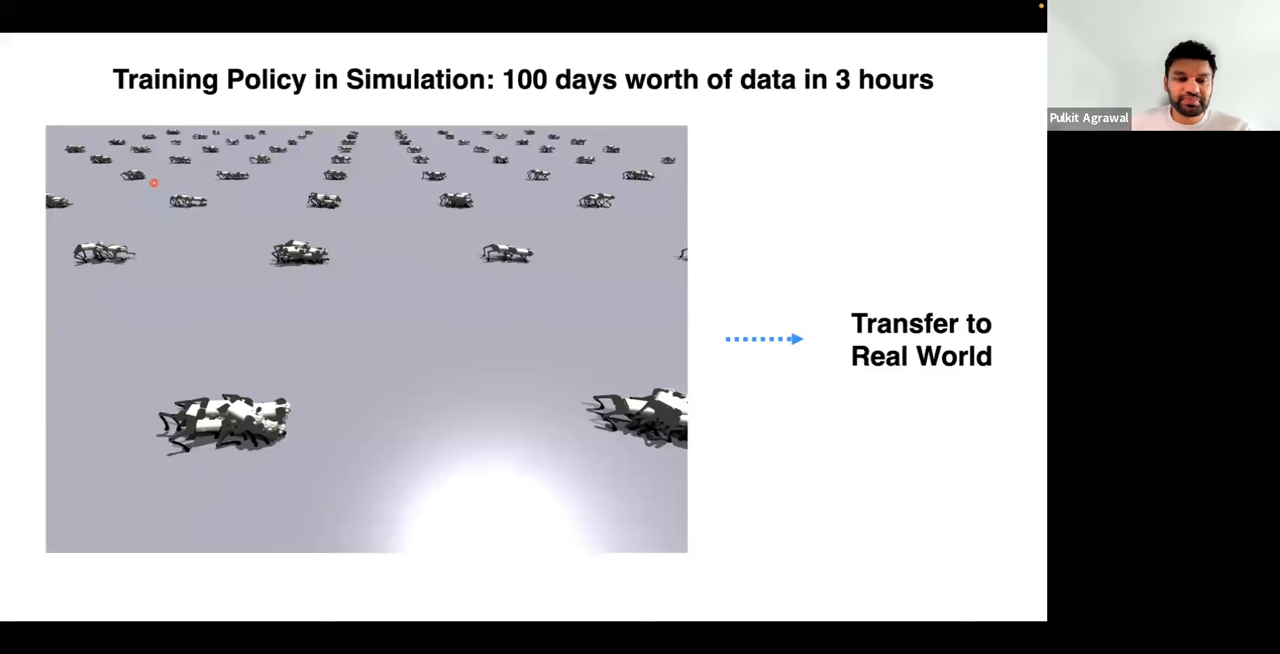 Training Policy in Simulation: 100 days worth of data in 3 hours
Pulkit Agrawal
Transfer to
Real World